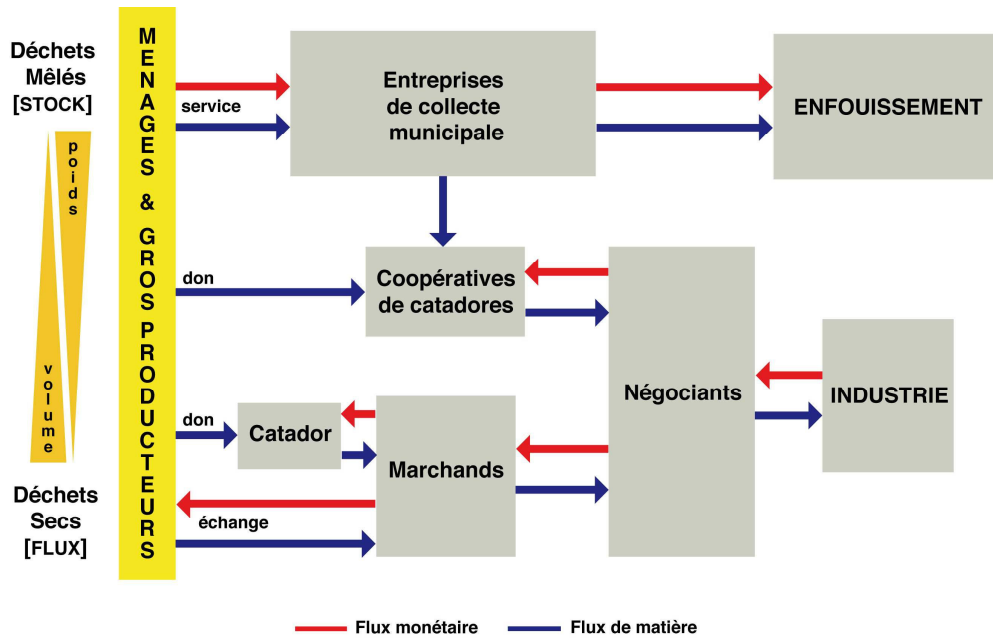 Déchets
Mêlés
[STOCK]
poids
volume
Déchets
Secs
[FLUX]
MENAGES & GROS PRODUCTEURS
service
Entreprises
de collecte
municipale
ENFOUISSEMENT
don
Coopératives
de catadores
Négociants
INDUSTRIE
don
Catador
Marchands
échange
Flux monétaire
Flux de matière